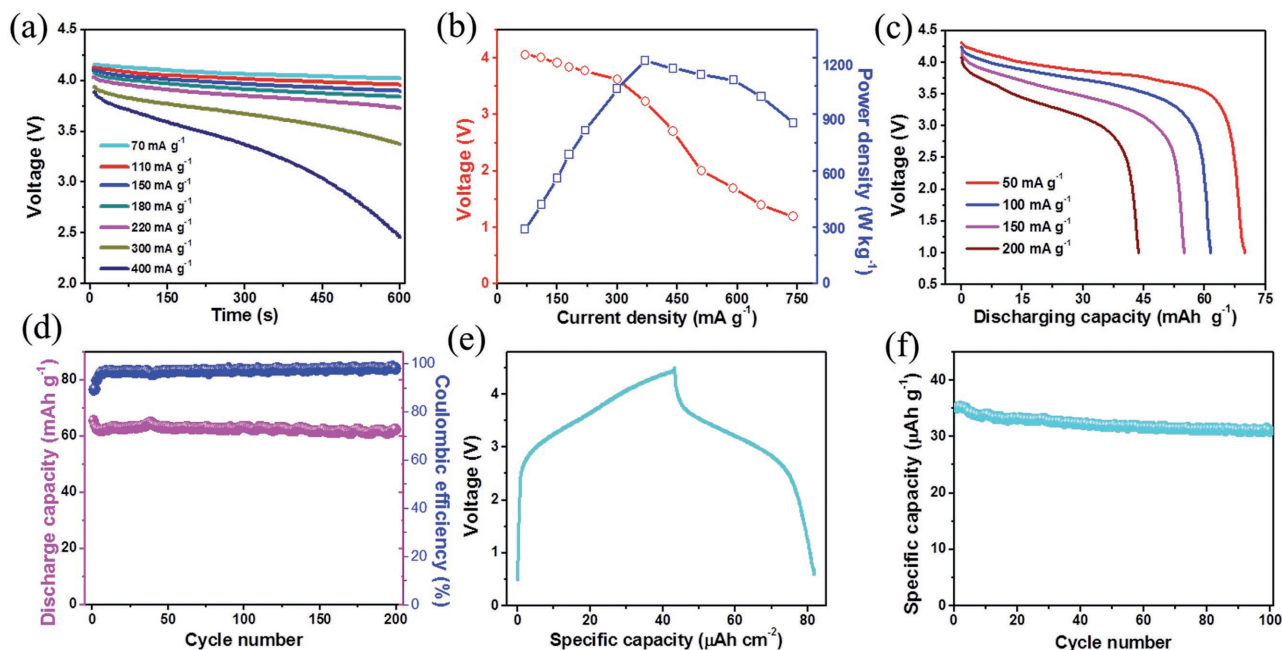 (a)
4.5
4.0
3.5
3.0
2.5
2.0
Voltage (V)
70 mA g⁻¹
110 mA g⁻¹
150 mA g⁻¹
180 mA g⁻¹
220 mA g⁻¹
300 mA g⁻¹
400 mA g⁻¹
0 150 300 450 600
Time (s)
(b)
4
3
2
1
0
Voltage (V)
1200
900
600
300
0
Power density (W kg⁻¹)
0 150 300 450 600 750
Current density (mA g⁻¹)
(c)
4.5
4.0
3.5
3.0
2.5
2.0
1.5
1.0
0.5
Voltage (V)
50 mA g⁻¹
100 mA g⁻¹
150 mA g⁻¹
200 mA g⁻¹
0 15 30 45 60 75
Discharging capacity (mAh g⁻¹)
(d)
80
60
40
20
0
Discharge capacity (mAh g⁻¹)
100
80
60
40
20
0
Coulombic efficiency (%)
0 50 100 150 200
Cycle number
(e)
4
3
2
1
0
Voltage (V)
0 20 40 60 80
Specific capacity (μAh cm⁻²)
(f)
45
30
15
0
Specific capacity (μAh g⁻¹)
0 20 40 60 80 100
Cycle number